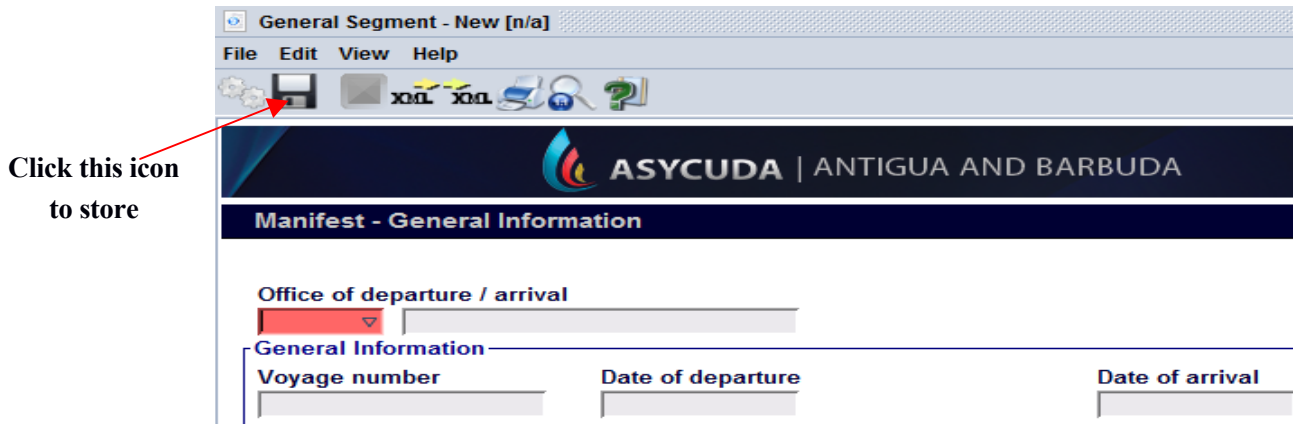 General Segment - New [n/a]
File Edit View Help
XML XML
Click this icon
to store
ASYCUDA | ANTIGUA AND BARBUDA
Manifest - General Information
Office of departure / arrival
General Information
Voyage number Date of departure Date of arrival